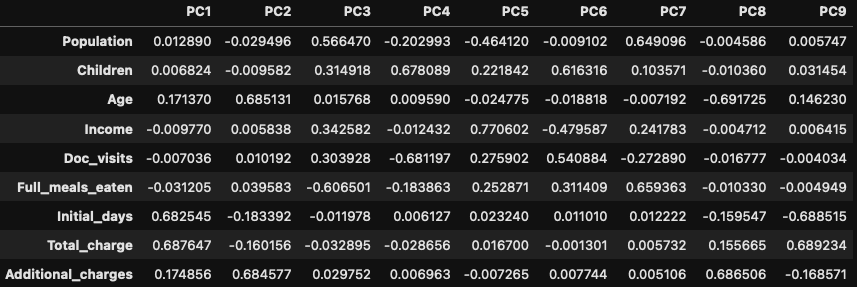 PC1 PC2 PC3 PC4 PC5 PC6 PC7 PC8 PC9
Population 0.012890 -0.029496 0.566470 -0.202993 -0.464120 -0.009102 0.649096 -0.004586 0.005747
Children 0.006824 -0.009582 0.314918 0.678089 0.221842 0.616316 0.103571 -0.010360 0.031454
Age 0.171370 0.685131 0.015768 0.009590 -0.024775 -0.018818 -0.007192 -0.691725 0.146230
Income -0.009770 0.005838 0.342582 -0.012432 0.770602 -0.479587 0.241783 -0.004712 0.006415
Doc_visits -0.007036 0.010192 0.303928 -0.681197 0.275902 0.540884 -0.272890 -0.016777 -0.004034
Full_meals_eaten -0.031205 0.039583 -0.606501 -0.183863 0.252871 0.311409 0.659363 -0.010330 -0.004949
Initial_days 0.682545 -0.183392 -0.011978 0.006127 0.023240 0.011010 0.012222 -0.159547 -0.688515
Total_charge 0.687647 -0.160156 -0.032895 -0.028656 0.016700 -0.001301 0.005732 0.155665 0.689234
Additional_charges 0.174856 0.684577 0.029752 0.006963 -0.007265 0.007744 0.005106 0.686506 -0.168571